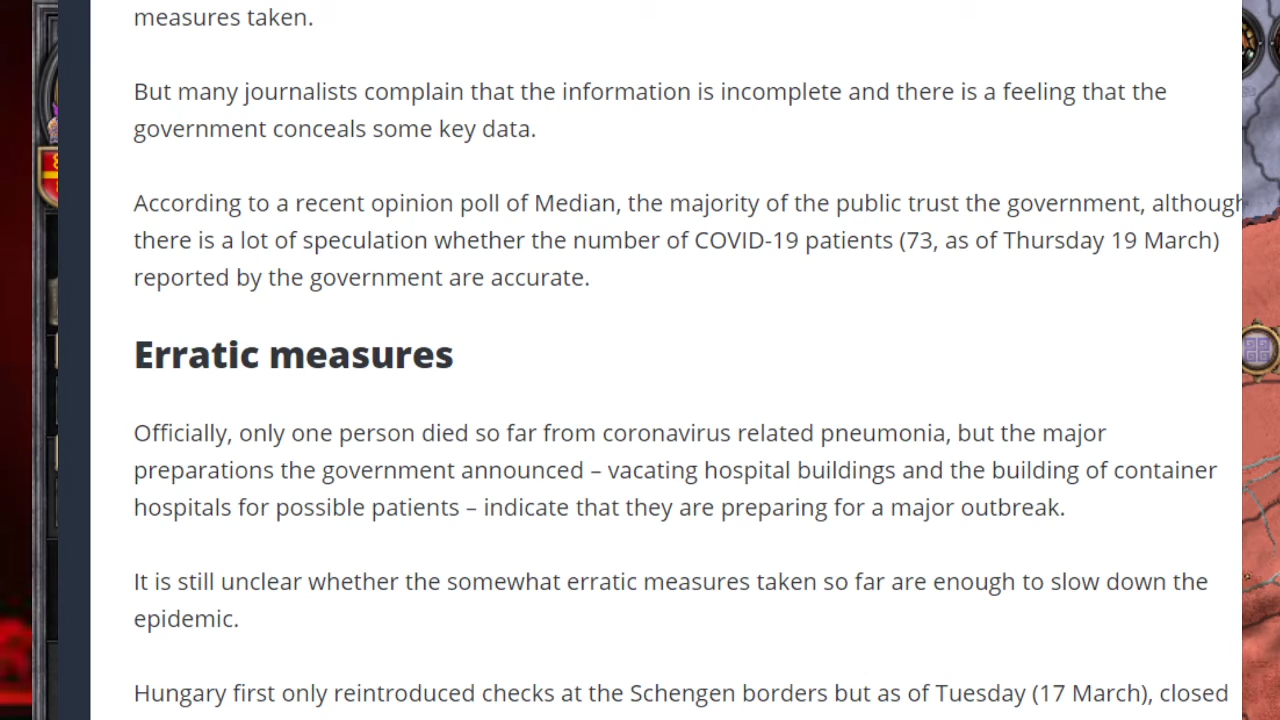 measures taken.
But many journalists complain that the information is incomplete and there is a feeling that the
government conceals some key data.
According to a recent opinion poll of Median, the majority of the public trust the government, although
there is a lot of speculation whether the number of COVID-19 patients (73, as of Thursday 19 March)
reported by the government are accurate.
Erratic measures
Officially, only one person died so far from coronavirus related pneumonia, but the major
preparations the government announced – vacating hospital buildings and the building of container
hospitals for possible patients – indicate that they are preparing for a major outbreak.
It is still unclear whether the somewhat erratic measures taken so far are enough to slow down the
epidemic.
Hungary first only reintroduced checks at the Schengen borders but as of Tuesday (17 March), closed